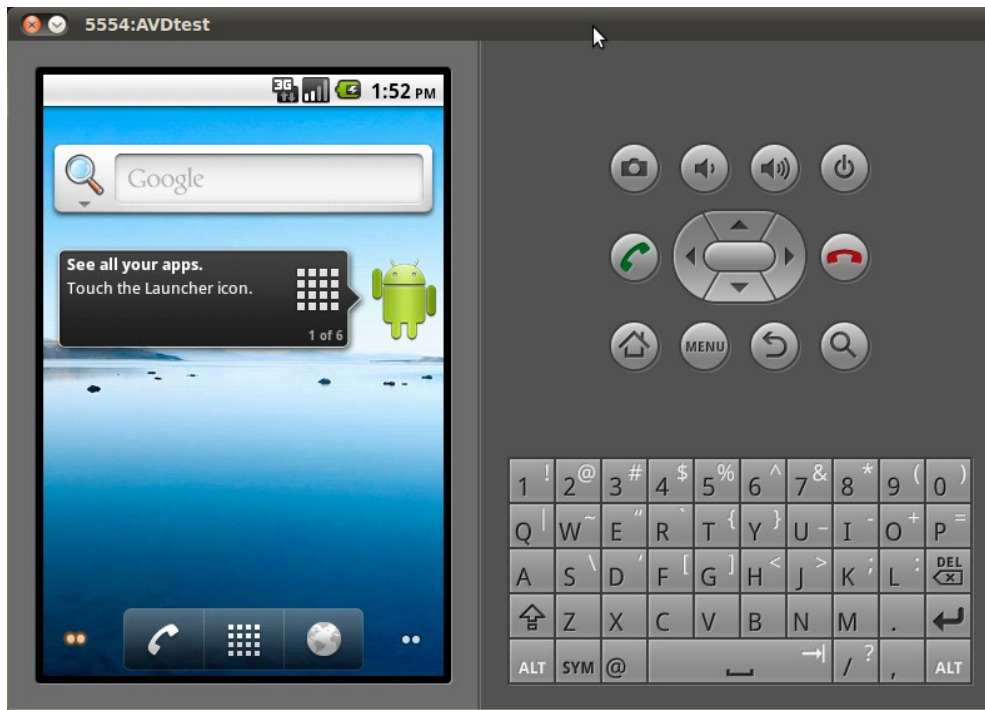 5554:AVDtest
3G 1:52 PM
Google
See all your apps.
Touch the Launcher icon.
1 of 6
MENU
1 ! 2 @ 3 # 4 $ 5 % 6 ^ 7 & 8 * 9 ( 0 )
Q | W ~ E “ R ` T { Y } U _ I - O + P =
A S \ D ‘ F [ G ] H < J > K ; L : DEL
Z X C V B N M .
ALT SYM @ / ? , ALT